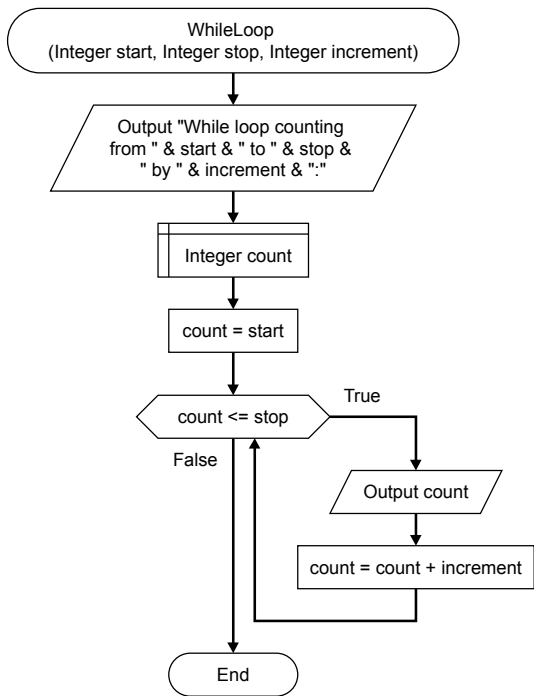 WhileLoop
(Integer start, Integer stop, Integer increment)
Output "While loop counting
from " & start & " to " & stop &
" by " & increment & ":"
Integer count
count = start
count <= stop
True
False
Output count
count = count + increment
End